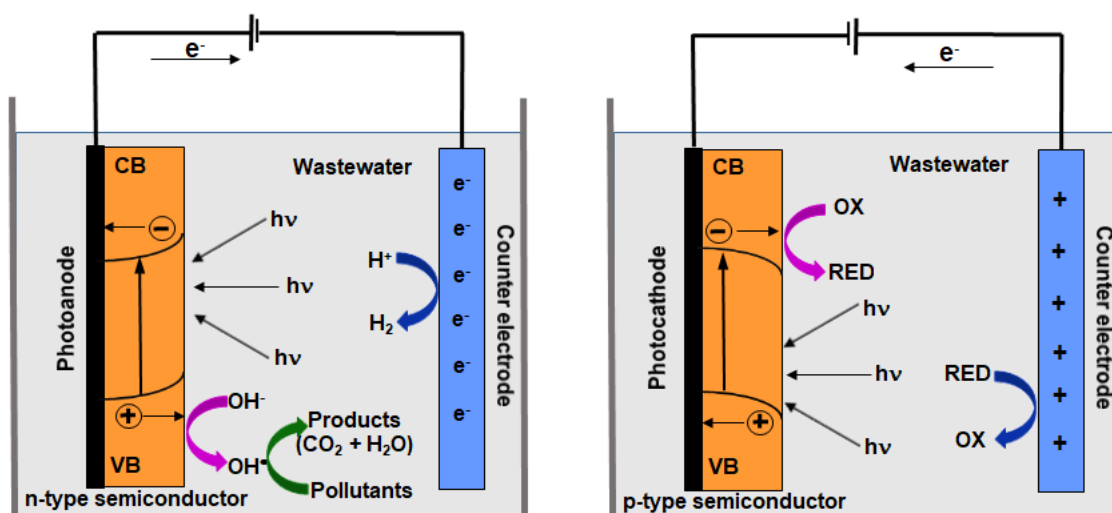 e-
CB
Wastewater
e-
e-
hν
H+
e-
hν
H2
e-
hν
e-
+
OH-
Products
(CO2 + H2O)
e-
VB
OH•
Pollutants
Photoanode
Counter electrode
n-type semiconductor
e-
CB
Wastewater
OX
RED
hν
hν
RED
hν
OX
VB
+
+
+
+
+
+
+
Photocathode
Counter electrode
p-type semiconductor